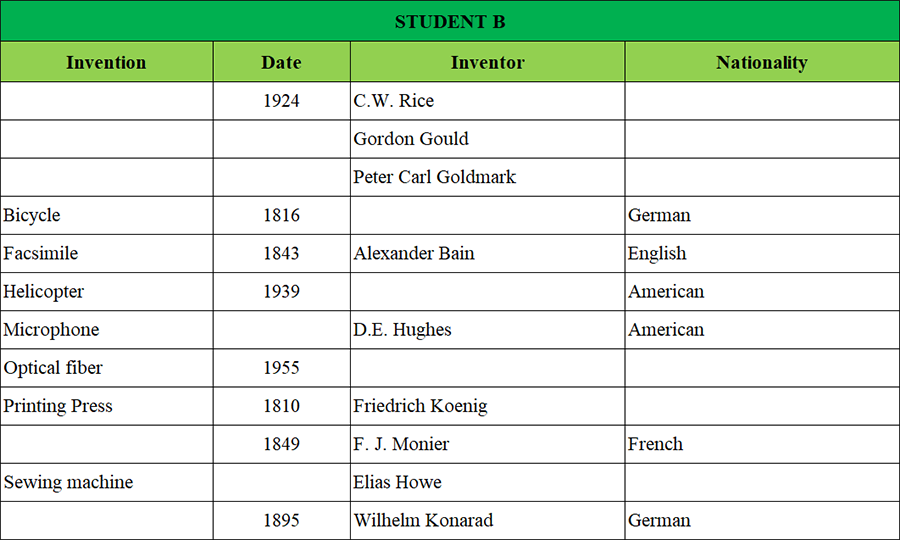 STUDENT B
Invention Date Inventor Nationality
1924 C.W. Rice
Gordon Gould
Peter Carl Goldmark
Bicycle 1816 German
Facsimile 1843 Alexander Bain English
Helicopter 1939 American
Microphone D.E. Hughes American
Optical fiber 1955
Printing Press 1810 Friedrich Koenig
1849 F. J. Monier French
Sewing machine Elias Howe
1895 Wilhelm Konarad German